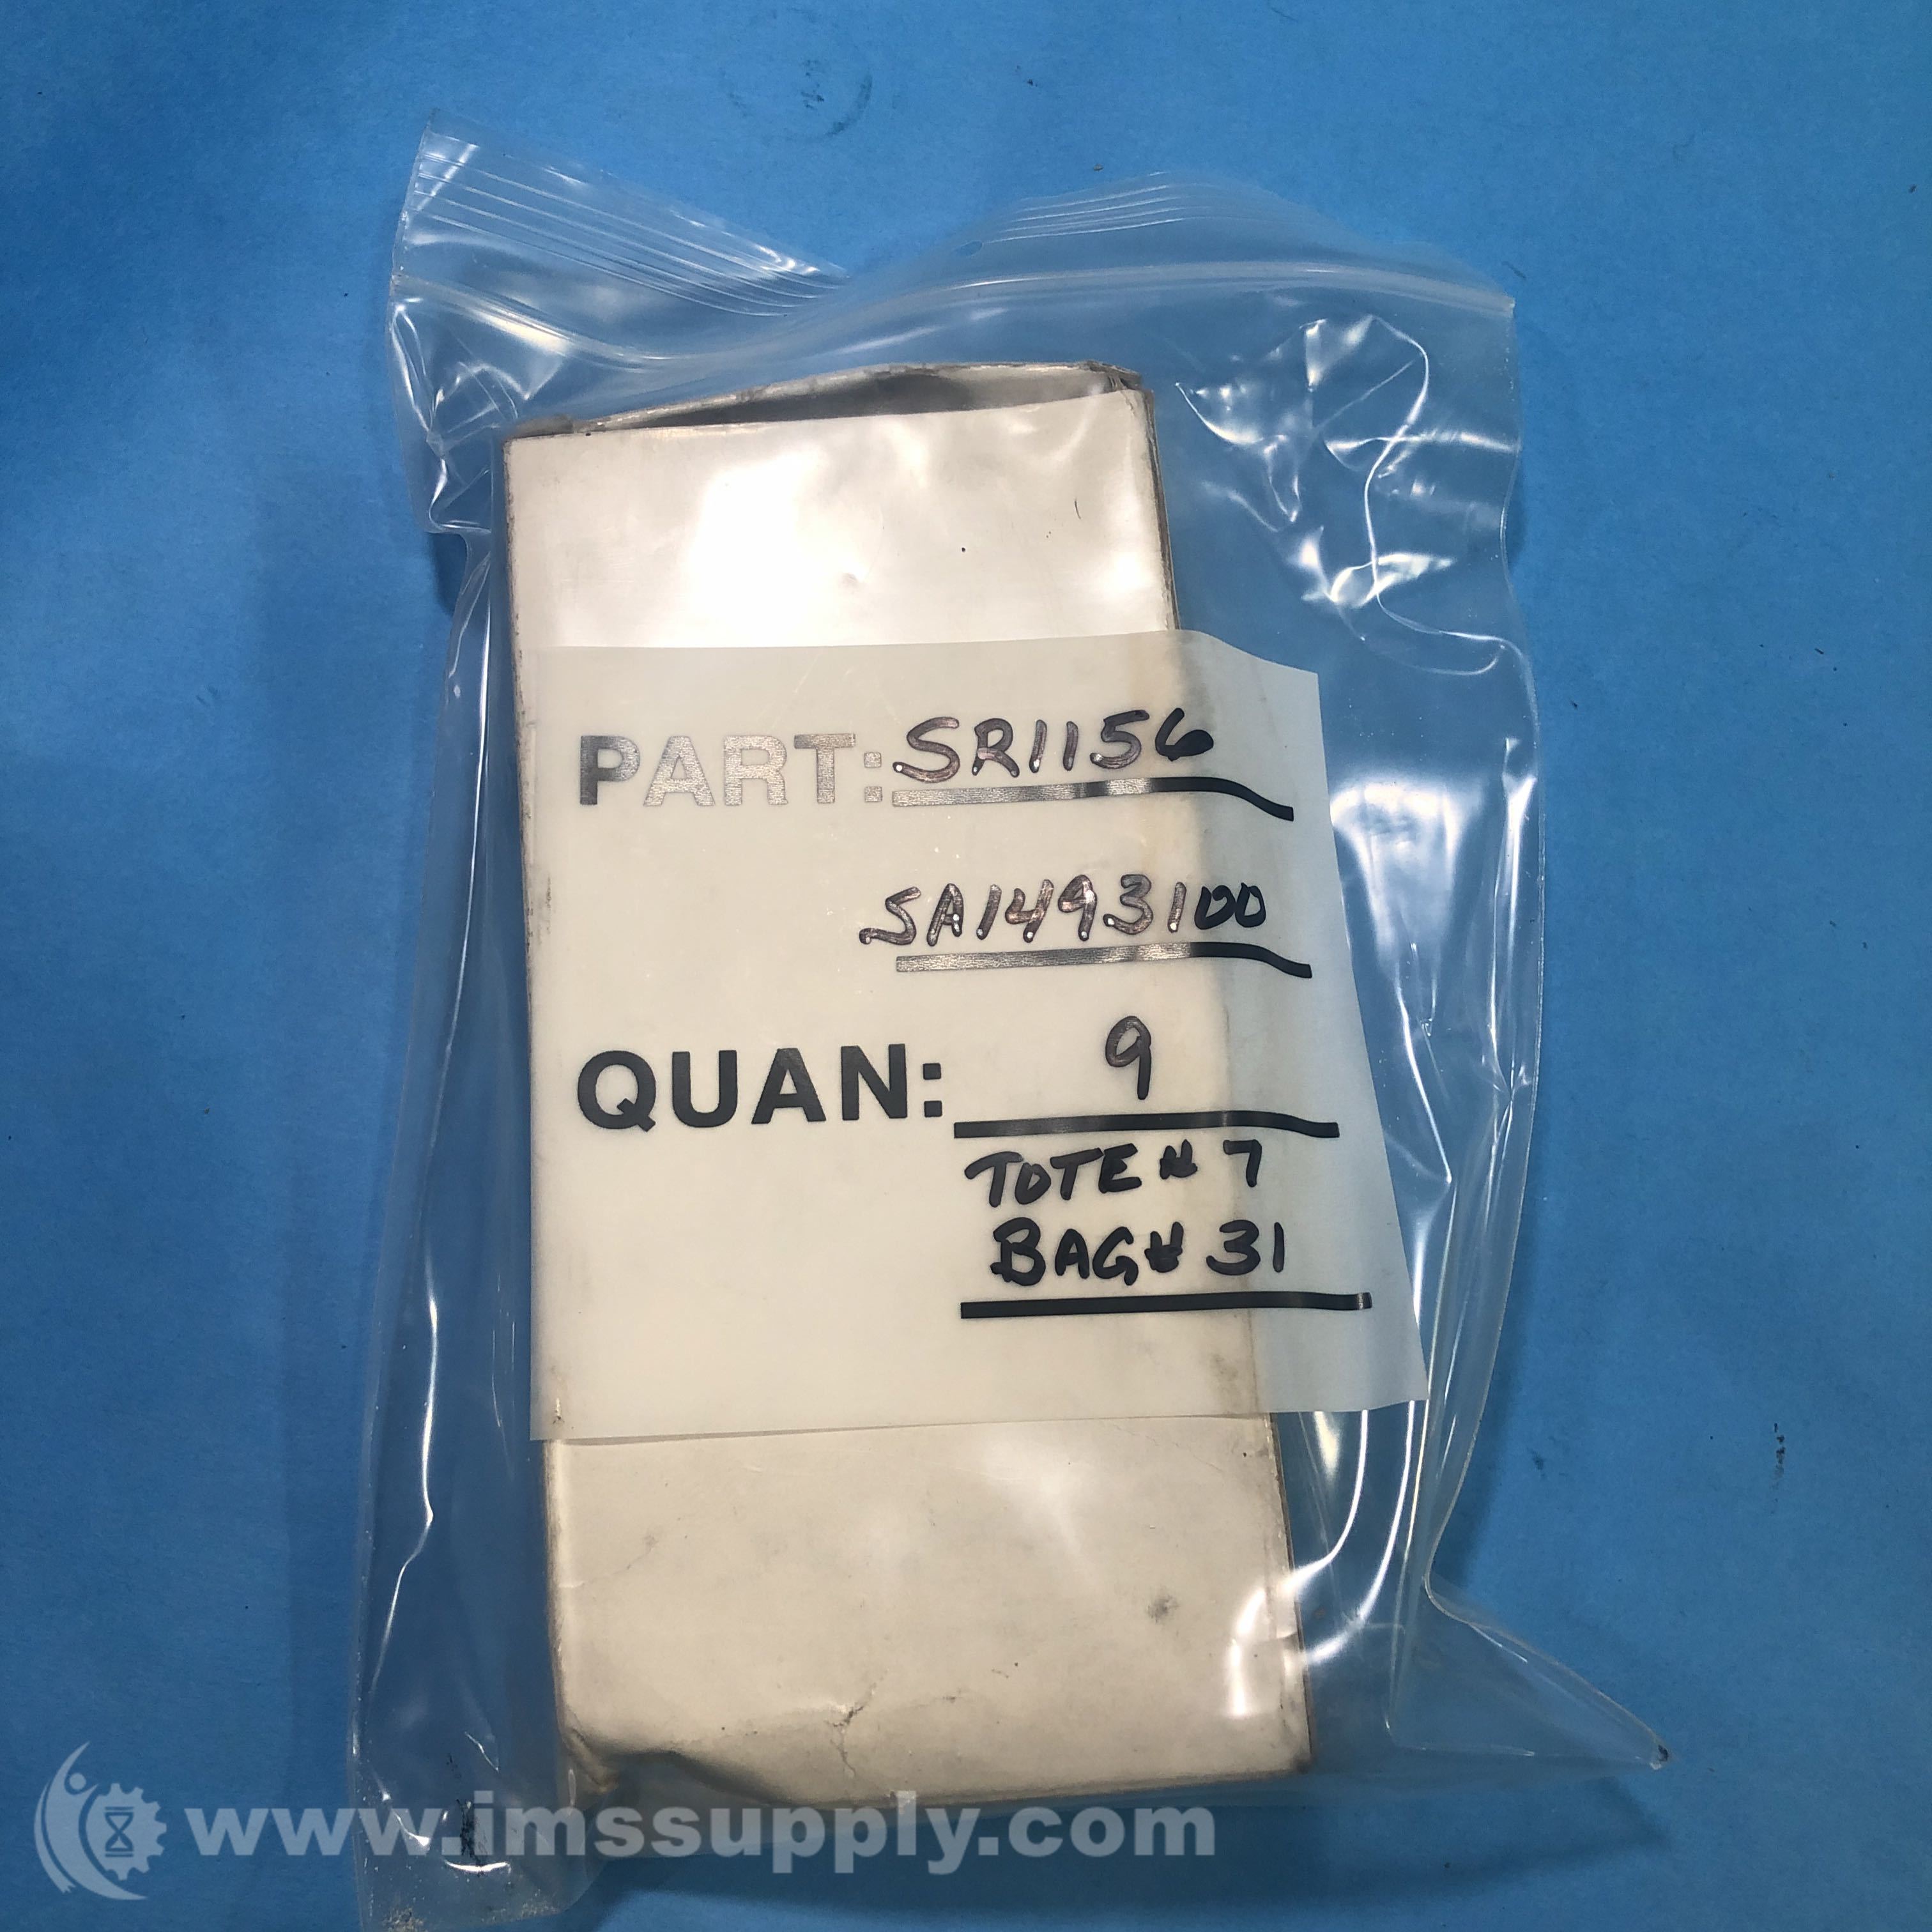 PART: SR1156
SA1493100
QUAN: 9
TOTE # 7
BAG # 31
www.imssupply.com